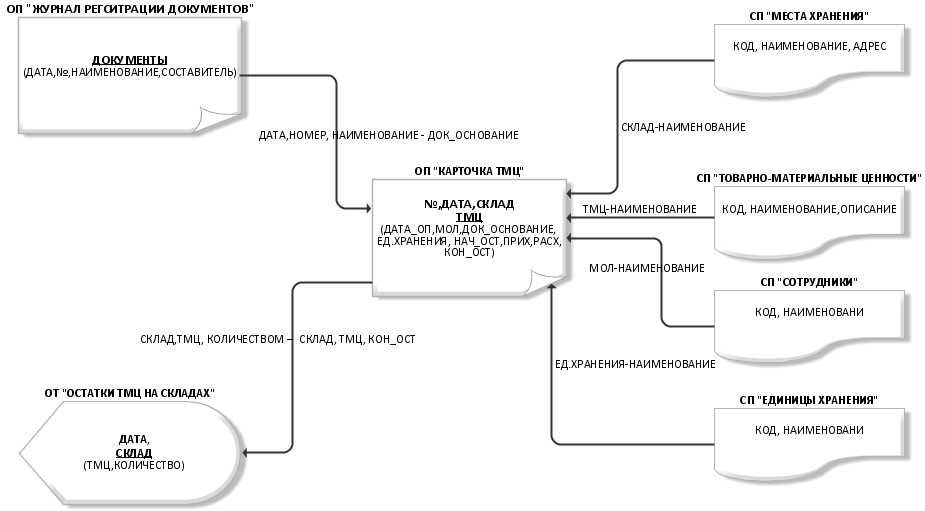 ОП "ЖУРНАЛ РЕГСИТРАЦИИ ДОКУМЕНТОВ"
ДОКУМЕНТЫ
(ДАТА,№,НАИМЕНОВАНИЕ,СОСТАВИТЕЛЬ)
СП "МЕСТА ХРАНЕНИЯ"
КОД, НАИМЕНОВАНИЕ, АДРЕС
ДАТА,НОМЕР, НАИМЕНОВАНИЕ - ДОК_ОСНОВАНИЕ
СКЛАД-НАИМЕНОВАНИЕ
ОП "КАРТОЧКА ТМЦ"
№,ДАТА,СКЛАД
ТМЦ
(ДАТА_ОП,МОЛ,ДОК_ОСНОВАНИЕ,
ЕД.ХРАНЕНИЯ, НАЧ_ОСТ,ПРИХ,РАСХ,
КОН_ОСТ)
СП "ТОВАРНО-МАТЕРИАЛЬНЫЕ ЦЕННОСТИ"
ТМЦ-НАИМЕНОВАНИЕ
КОД, НАИМЕНОВАНИЕ,ОПИСАНИЕ
МОЛ-НАИМЕНОВАНИЕ
СП "СОТРУДНИКИ"
КОД, НАИМЕНОВАНИ
СКЛАД,ТМЦ, КОЛИЧЕСТВОМ – СКЛАД, ТМЦ, КОН_ОСТ
ЕД.ХРАНЕНИЯ-НАИМЕНОВАНИЕ
ОТ "ОСТАТКИ ТМЦ НА СКЛАДАХ"
ДАТА,
СКЛАД
(ТМЦ,КОЛИЧЕСТВО)
СП "ЕДИНИЦЫ ХРАНЕНИЯ"
КОД, НАИМЕНОВАНИ